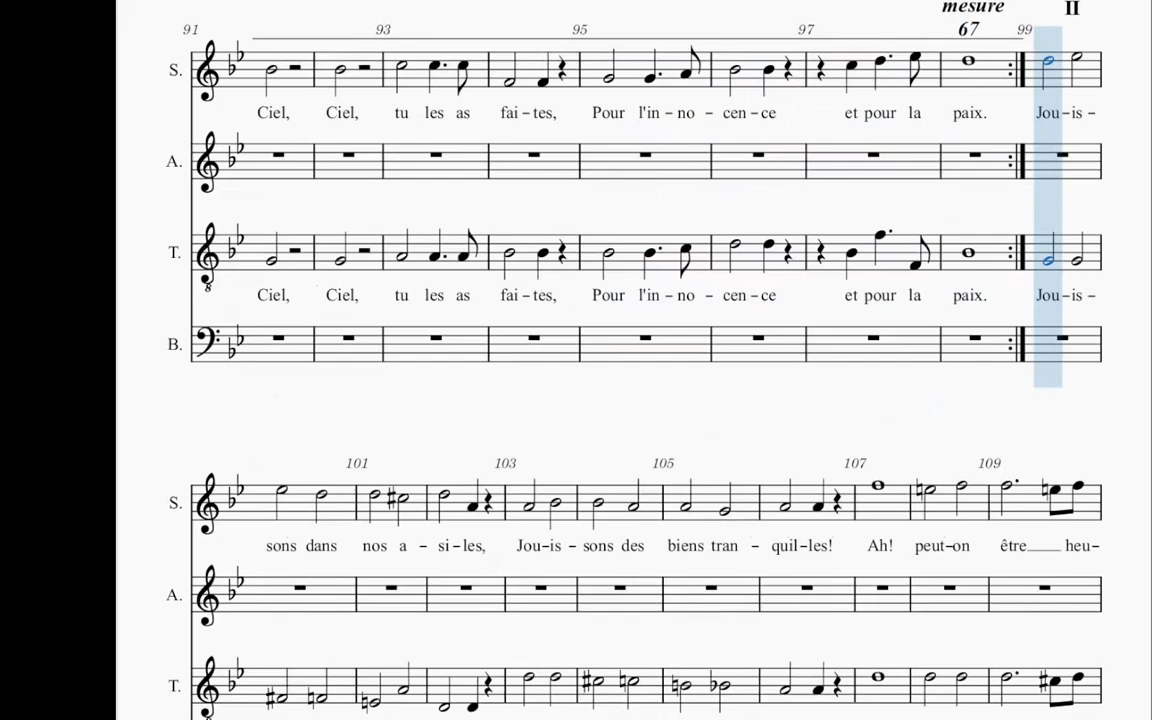 mesure II
91 93 95 97 67 99
S.
Ciel, Ciel, tu les as fai – tes, Pour l'in – no – cen – ce et pour la paix. Jou – is –
A.
T.
8
Ciel, Ciel, tu les as fai – tes, Pour l'in – no – cen – ce et pour la paix. Jou – is –
B.
101 103 105 107 109
S.
sons dans nos a – si – les, Jou – is – sons des biens tran – quil – les! Ah! peut – on être___ heu –
A.
T.